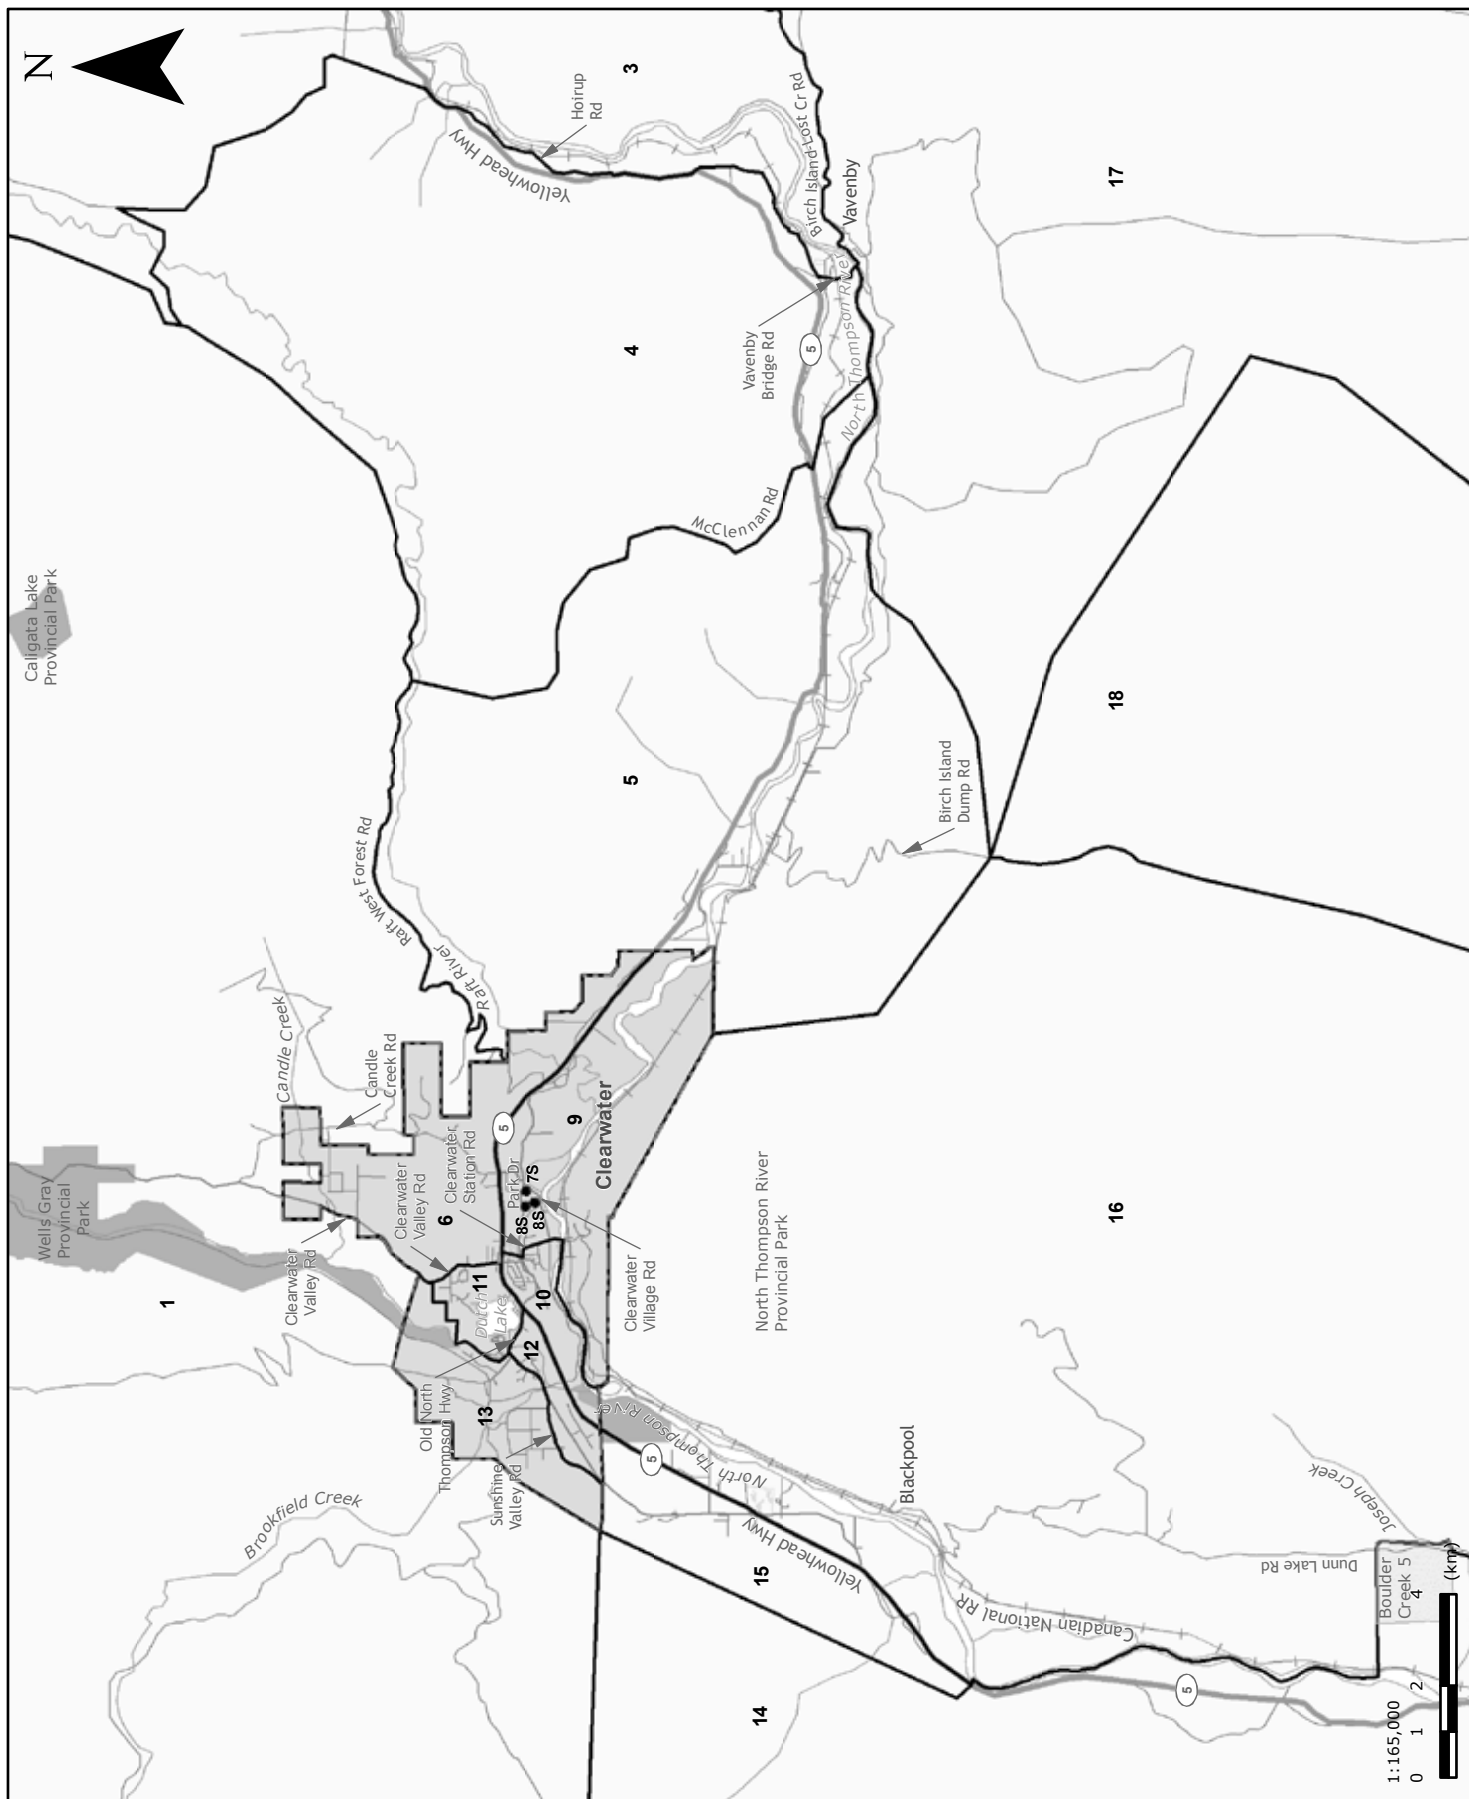 N
Caligata Lake
Provincial Park
Wells Gray
Provincial
Park
1
3
Hoirup
Rd
Yellowhead Hwy
Birch Island-Lost Cr Rd
Vavenby
17
4
Vavenby
Bridge Rd
5
North Thompson River
North Thompson River
McClennan Rd
5
18
Birch Island
Dump Rd
Raft West Forest Rd
Raft River
Candle Creek
Candle
Creek Rd
5
9
Clearwater
Clearwater
Station Rd
Clearwater
Valley Rd
6
Park Dr
7S
8S
8S
Clearwater
Valley Rd
Clearwater
Village Rd
North Thompson River
Provincial Park
16
11
Dutch
Lake
10
12
Old North
Thompson Hwy
13
Sunshine
Valley Rd
Brookfield Creek
North Thompson River
5
Blackpool
Yellowhead Hwy
15
14
Canadian National RR
Dunn Lake Rd
Joseph Creek
Boulder
Creek 5
5
1:165,000
0 1 2 4
(km)